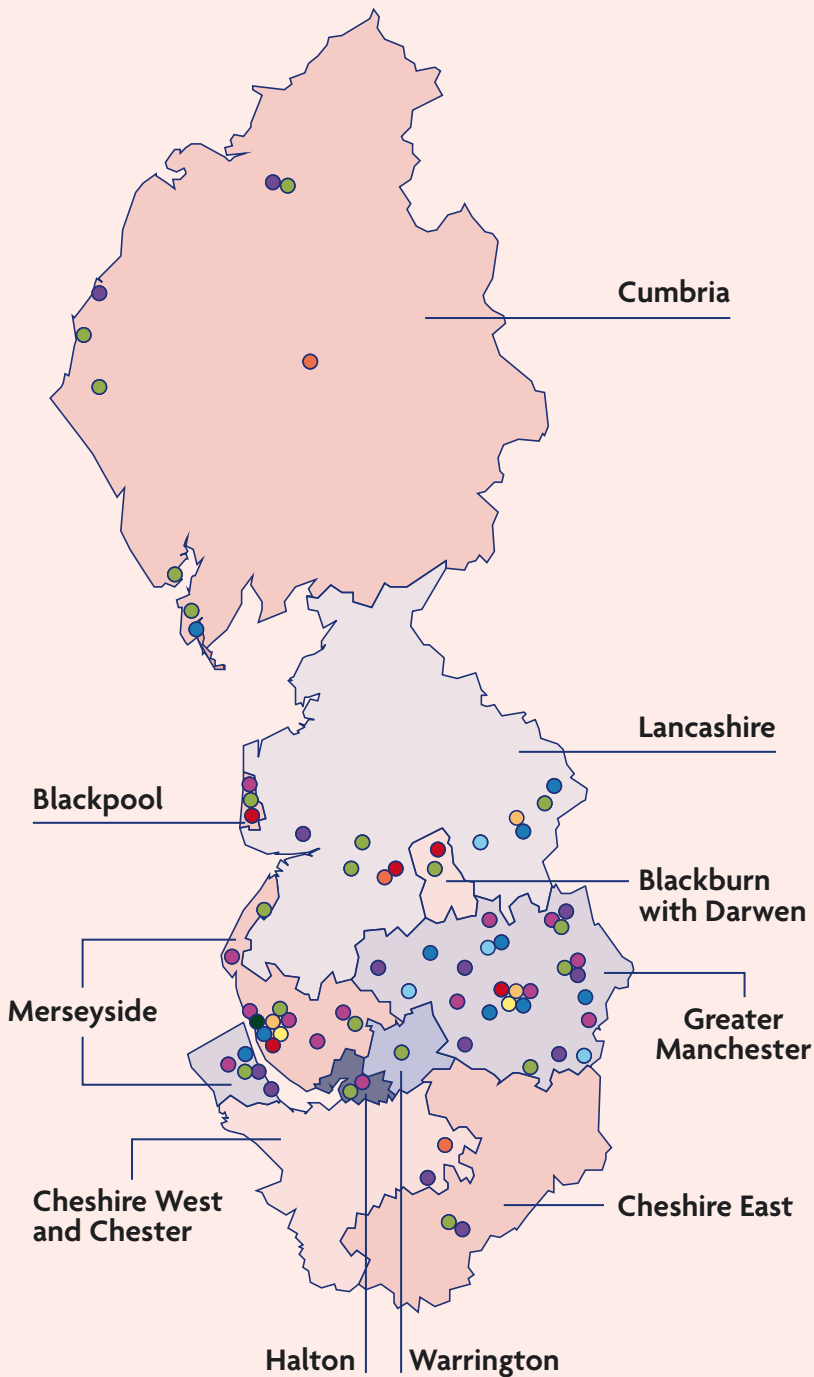 Cumbria
Lancashire
Blackpool
Blackburn
with Darwen
Merseyside
Greater
Manchester
Cheshire West
and Chester
Cheshire East
Halton
Warrington